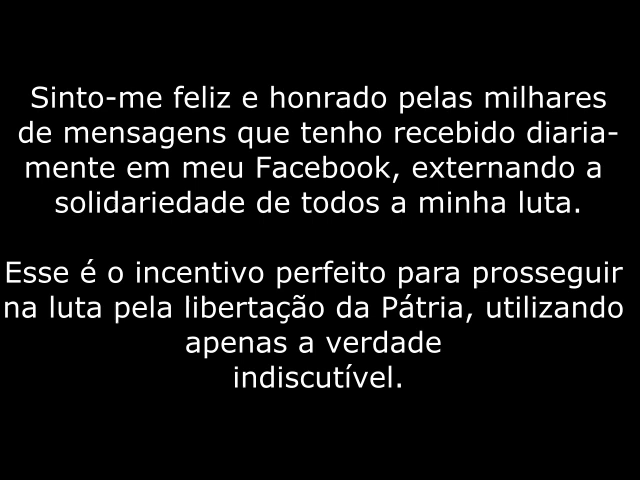 Sinto-me feliz e honrado pelas milhares
de mensagens que tenho recebido diaria-
mente em meu Facebook, externando a
solidariedade de todos a minha luta.
Esse é o incentivo perfeito para prosseguir
na luta pela libertação da Pátria, utilizando
apenas a verdade
indiscutível.